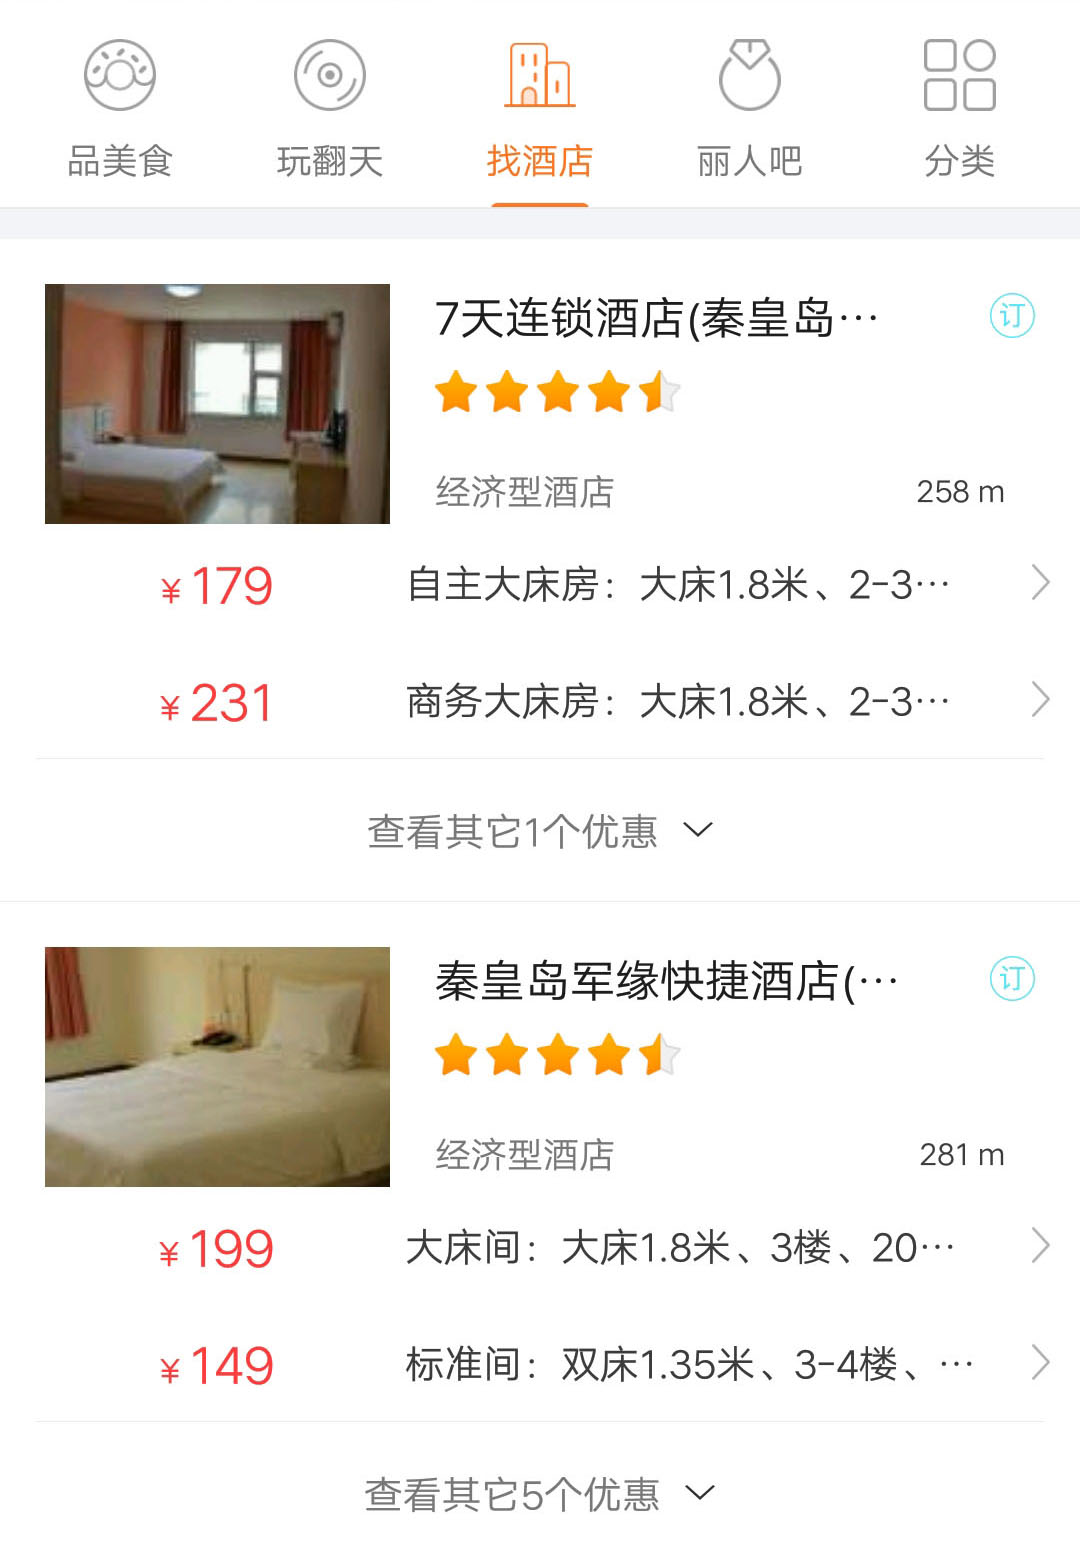 品美食 玩翻天 找酒店 丽人吧 分类
7天连锁酒店(秦皇岛… 订
经济型酒店 258 m
¥179 自主大床房：大床1.8米、2-3…
¥231 商务大床房：大床1.8米、2-3…
查看其它1个优惠
秦皇岛军缘快捷酒店(… 订
经济型酒店 281 m
¥199 大床间：大床1.8米、3楼、20…
¥149 标准间：双床1.35米、3-4楼、…
查看其它5个优惠